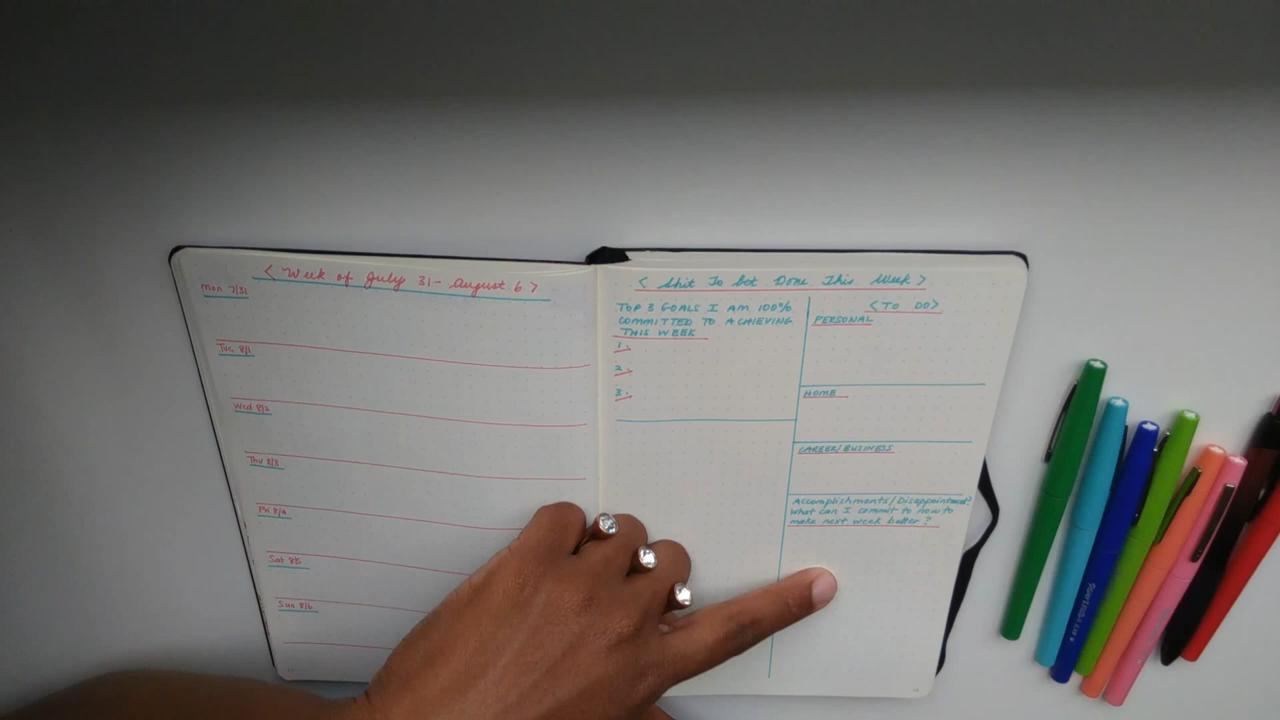 < Week of July 31- August 6 >
Mon 7/31
Tue 8/1
Wed 8/2
Thu 8/3
Fri 8/4
Sat 8/5
Sun 8/6
< Shit To Get Done This Week >
TOP 3 GOALS I AM 100%
COMMITTED TO ACHIEVING
THIS WEEK
1.
2.
3.
<TO DO>
PERSONAL
HOME
CAREER/BUSINESS
Accomplishments/Disappointment?
What can I commit to now to
make next week better?